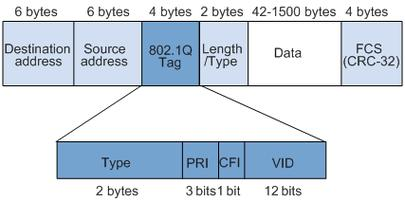 6 bytes 6 bytes 4 bytes 2 bytes 42-1500 bytes 4 bytes
Destination address
Source address
802.1Q Tag
Length /Type
Data
FCS (CRC-32)
Type PRI CFI VID
2 bytes 3 bits 1 bit 12 bits